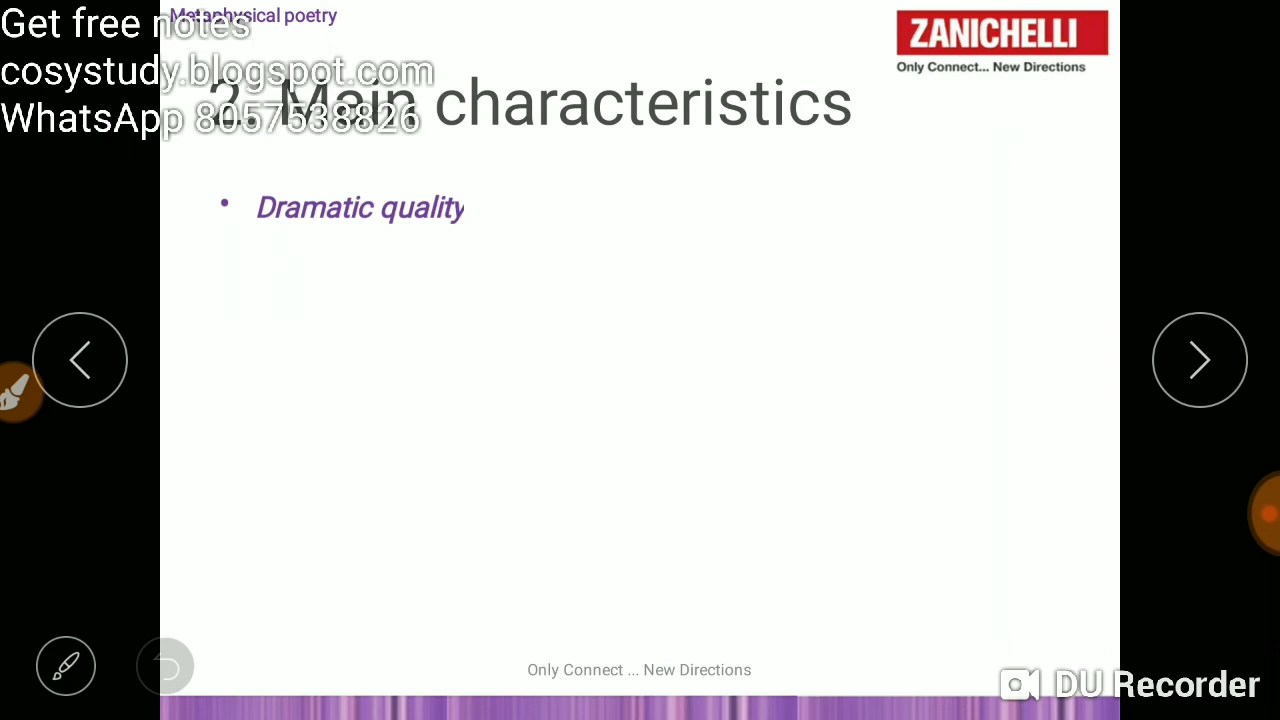 Metaphysical poetry
Get free notes
cosystudy.blogspot.com
WhatsApp 8057538826
ZANICHELLI
Only Connect... New Directions
2. Main characteristics
• Dramatic quality
Only Connect ... New Directions
DU Recorder